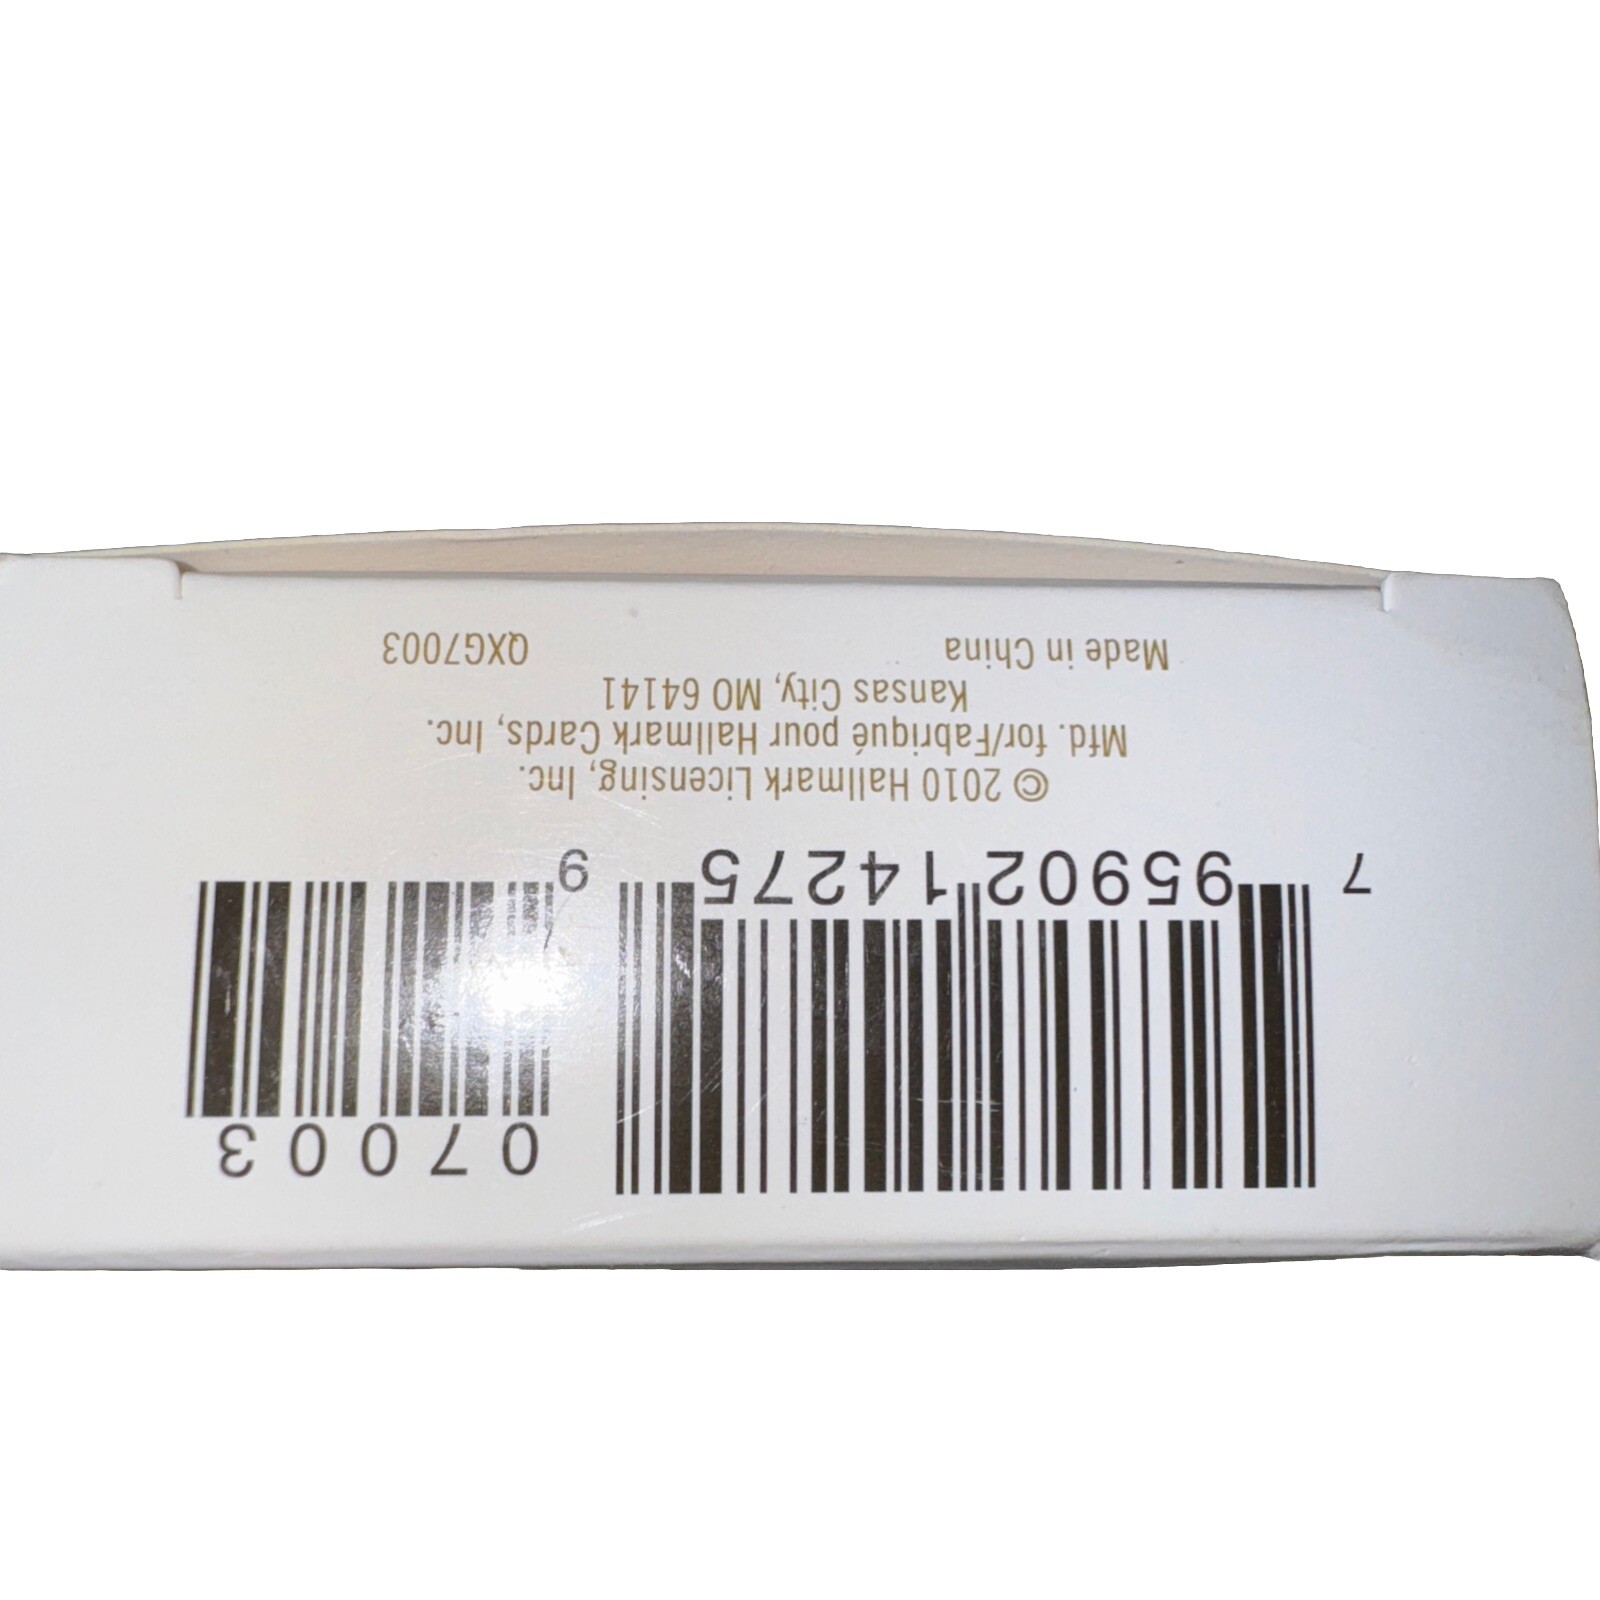 07003
7 95902 14275 9
© 2010 Hallmark Licensing, Inc.
Mfd. for/Fabriqué pour Hallmark Cards, Inc.
Kansas City, MO 64141
Made in China QXG7003